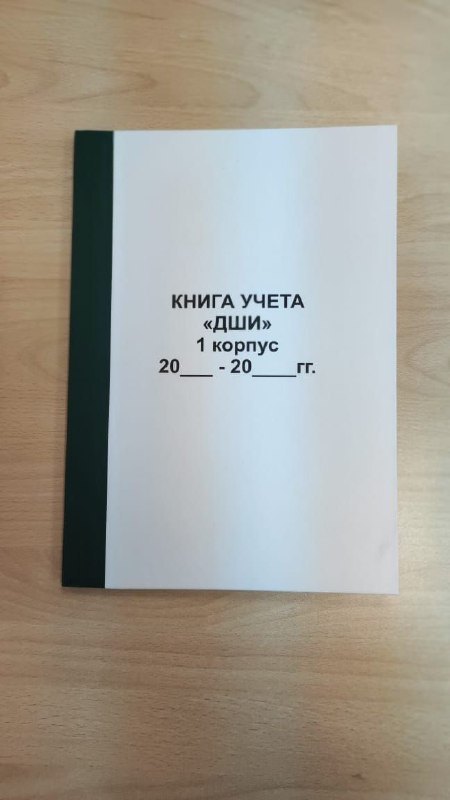 КНИГА УЧЕТА
«ДШИ»
1 корпус
20___ - 20____гг.